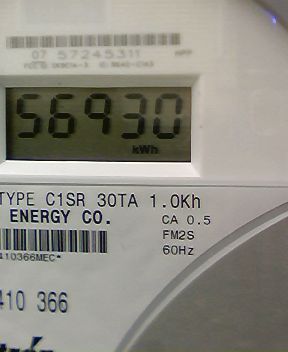 07 57245311
56930
kWh
TYPE C1SR 30TA 1.0Kh
ENERGY CO.
CA 0.5
FM2S
60Hz
410366MEC*
410 366